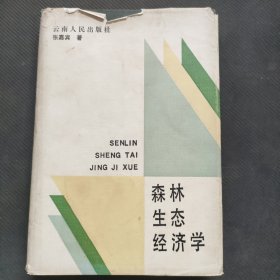 云南人民出版社
张嘉宾 著
SENLIN
SHENG TAI
JING JI XUE
森林
生态
经济学